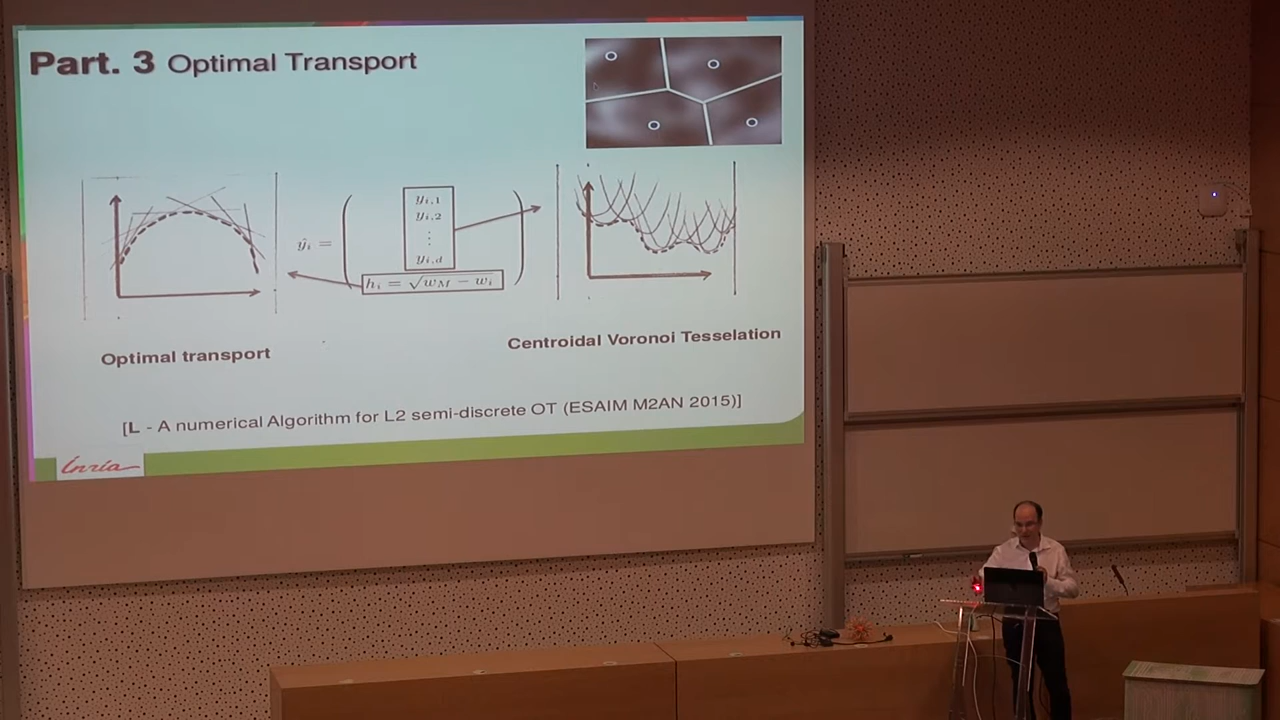 Part. 3 Optimal Transport
ŷᵢ =
yᵢ,₁
yᵢ,₂
⋮
yᵢ,d
hᵢ = √wM − wᵢ
Optimal transport
Centroidal Voronoi Tesselation
[L - A numerical Algorithm for L2 semi-discrete OT (ESAIM M2AN 2015)]
Inria